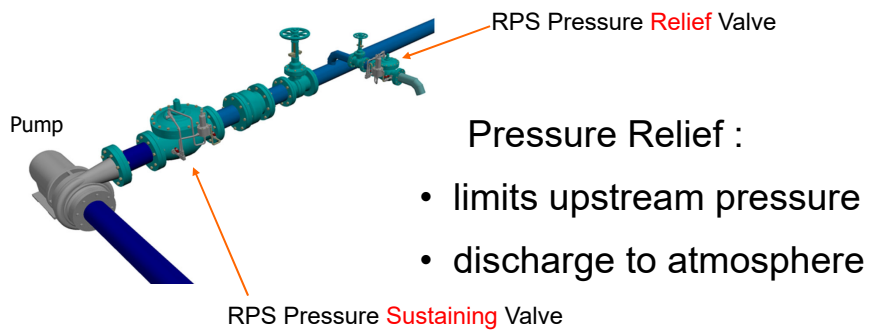 RPS Pressure Relief Valve
Pump
Pressure Relief :
• limits upstream pressure
• discharge to atmosphere
RPS Pressure Sustaining Valve